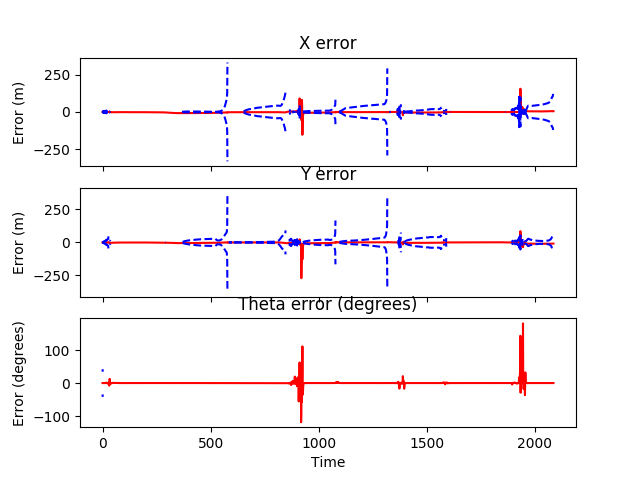 X error
Error (m)
250
0
−250
Y error
Error (m)
250
0
−250
Theta error (degrees)
Error (degrees)
100
0
−100
0 500 1000 1500 2000
Time